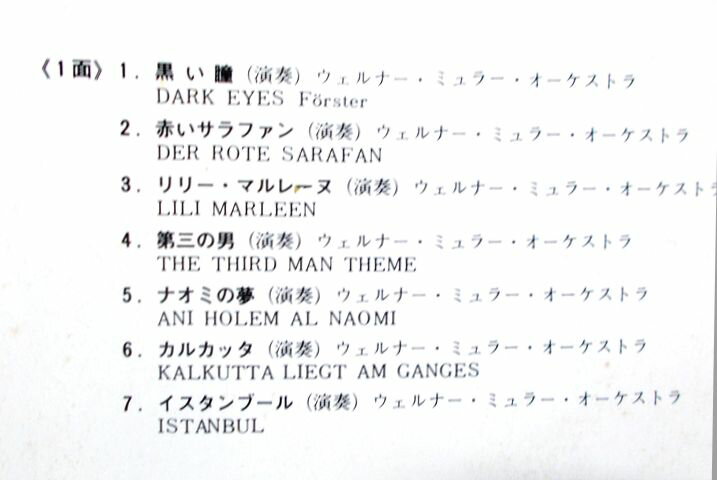 《1面》 1. 黒い瞳 (演奏) ウェルナー・ミュラー・オーケストラ
DARK EYES Förster
2. 赤いサラファン (演奏) ウェルナー・ミュラー・オーケストラ
DER ROTE SARAFAN
3. リリー・マルレーヌ (演奏) ウェルナー・ミュラー・オーケストラ
LILI MARLEEN
4. 第三の男 (演奏) ウェルナー・ミュラー・オーケストラ
THE THIRD MAN THEME
5. ナオミの夢 (演奏) ウェルナー・ミュラー・オーケストラ
ANI HOLEM AL NAOMI
6. カルカッタ (演奏) ウェルナー・ミュラー・オーケストラ
KALKUTTA LIEGT AM GANGES
7. イスタンブール (演奏) ウェルナー・ミュラー・オーケストラ
ISTANBUL